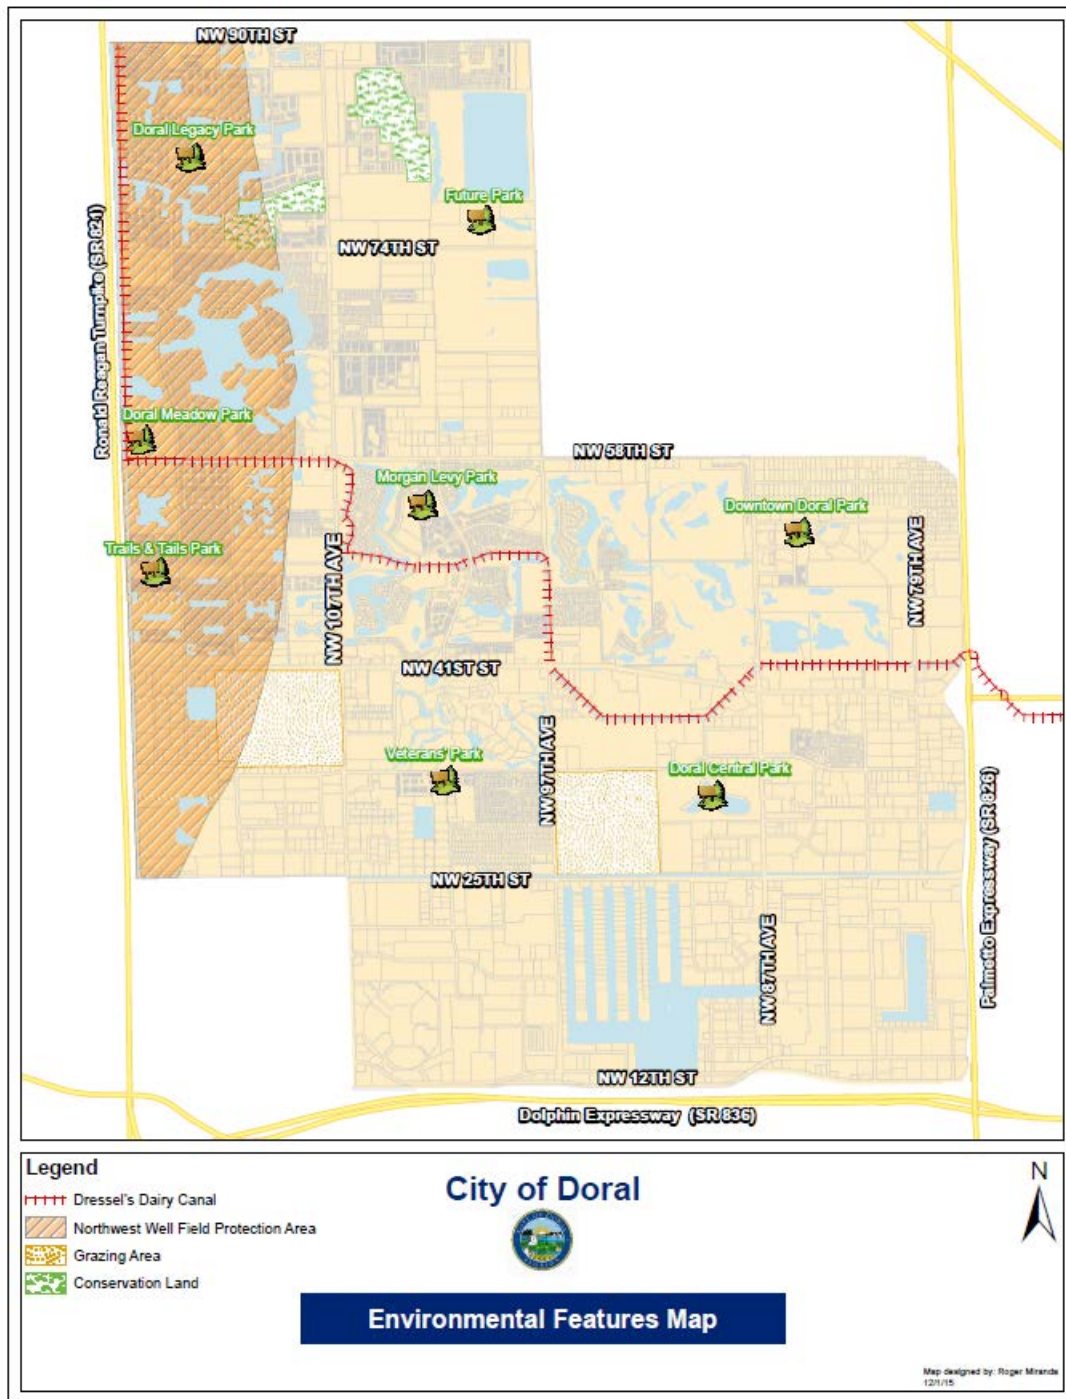 NW 90TH ST
Doral Legacy Park
Future Park
NW 74TH ST
Ronald Reagan Turnpike (SR 821)
Doral Meadow Park
NW 58TH ST
Morgan Levy Park
Downtown Doral Park
NW 79TH AVE
Trails & Tails Park
NW 107TH AVE
NW 41ST ST
NW 97TH AVE
Veterans' Park
Doral Central Park
Palmetto Expressway (SR 826)
NW 25TH ST
NW 87TH AVE
NW 12TH ST
Dolphin Expressway (SR 836)
Legend
Dressel's Dairy Canal
Northwest Well Field Protection Area
Grazing Area
Conservation Land
City of Doral
Environmental Features Map
N
Map designed by: Roger Miranda
12/1/15